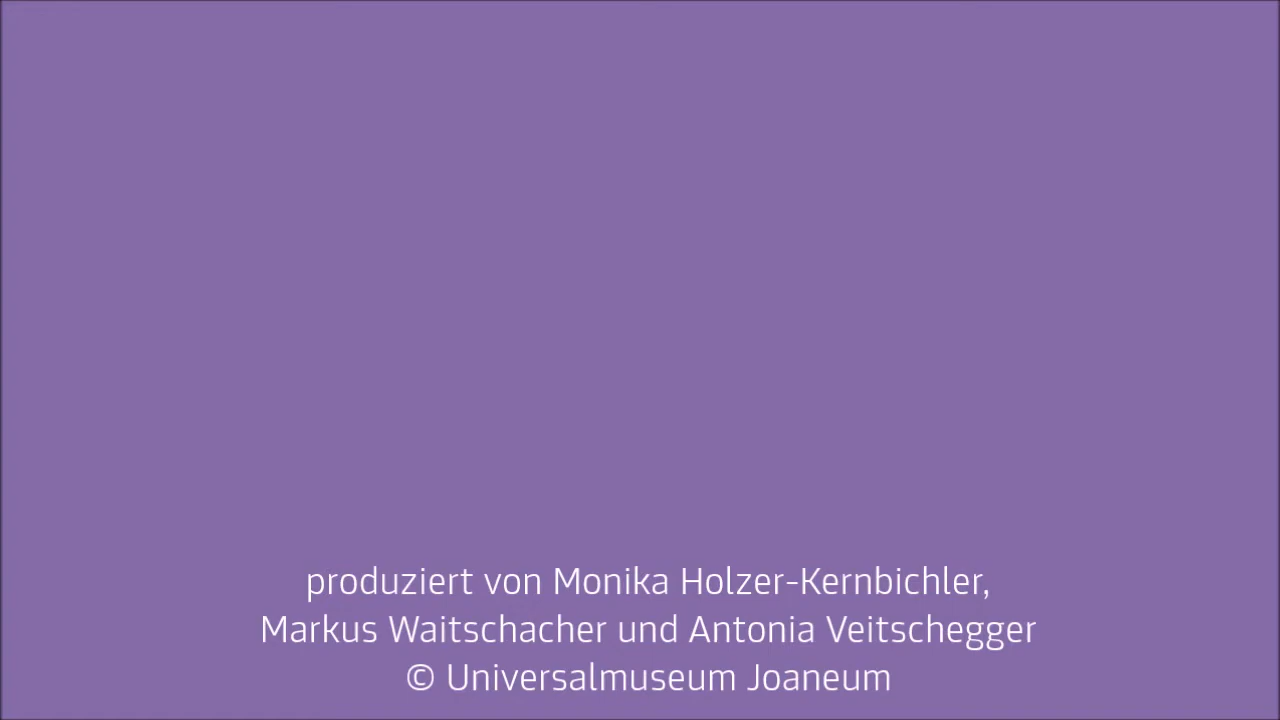 produziert von Monika Holzer-Kernbichler,
Markus Waitschacher und Antonia Veitschegger
© Universalmuseum Joaneum